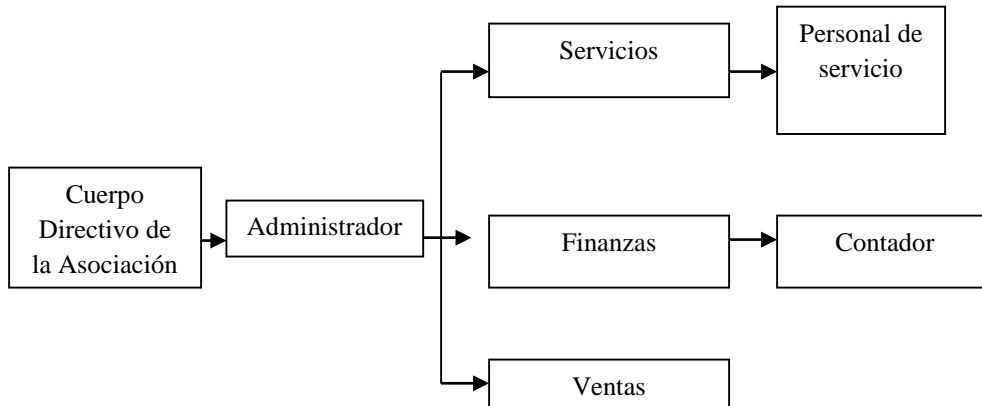 Servicios
Personal de
servicio
Cuerpo
Directivo de
la Asociación
Administrador
Finanzas
Contador
Ventas